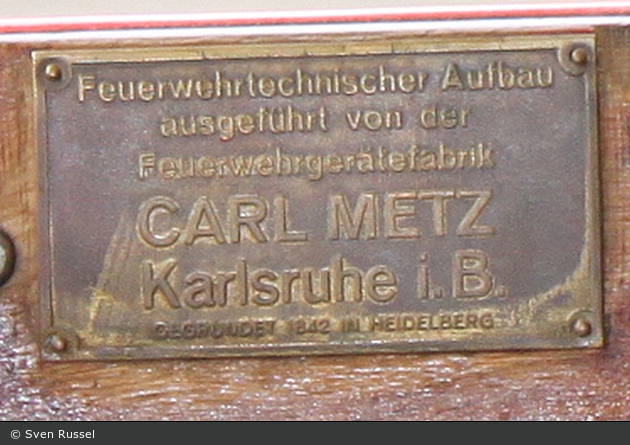 Feuerwehrtechnischer Aufbau
ausgeführt von der
Feuerwehrgerätefabrik
CARL METZ
Karlsruhe i. B.
GEGRÜNDET 1842 IN HEIDELBERG
© Sven Russel